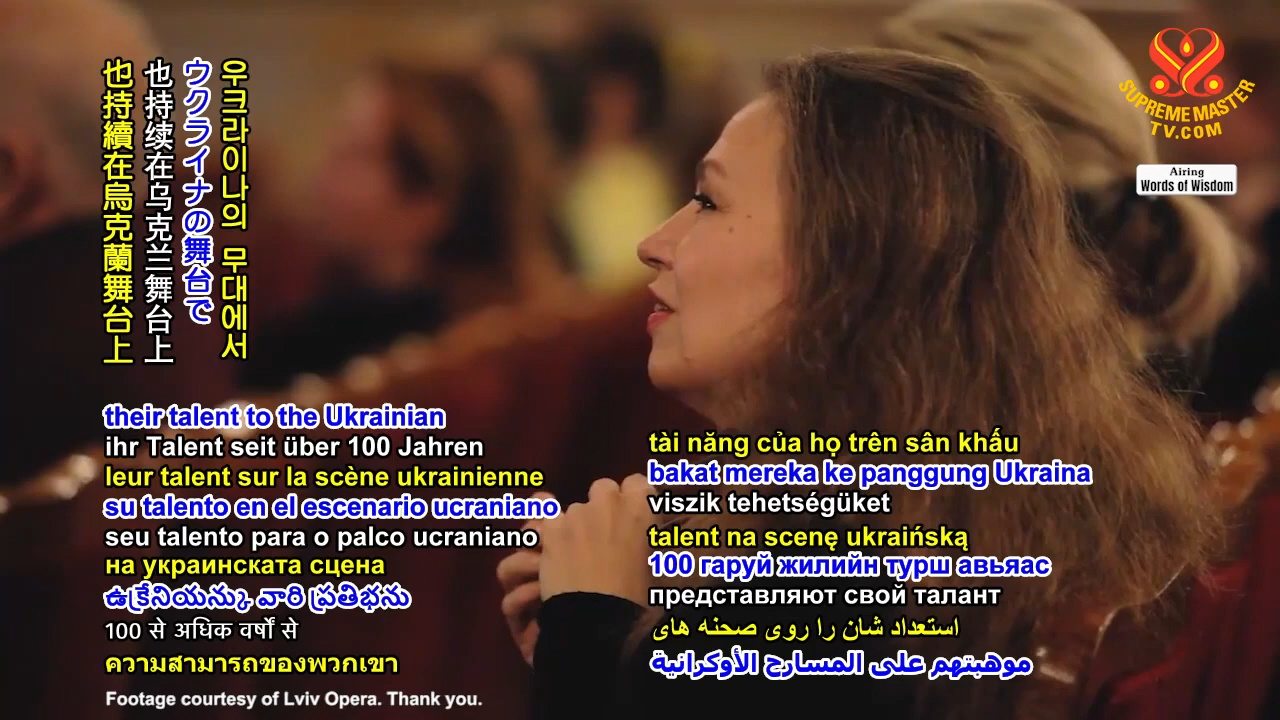 우크라이나의 무대에서
ウクライナの舞台で
也持续在乌克兰舞台上
也持續在烏克蘭舞台上
SUPREME MASTER
TV.COM
Airing
Words of Wisdom
their talent to the Ukrainian
ihr Talent seit über 100 Jahren
leur talent sur la scène ukrainienne
su talento en el escenario ucraniano
seu talento para o palco ucraniano
на украинската сцена
ఉక్రేనియన్కు వారి ప్రతిభను
100 से अधिक वर्षों से
ความสามารถของพวกเขา
tài năng của họ trên sân khấu
bakat mereka ke panggung Ukraina
viszik tehetségüket
talent na scenę ukraińską
100 гаруй жилийн турш авьяас
представляют свой талант
استعداد شان را روی صحنه های
موهبتهم على المسارح الأوكرانية
Footage courtesy of Lviv Opera. Thank you.